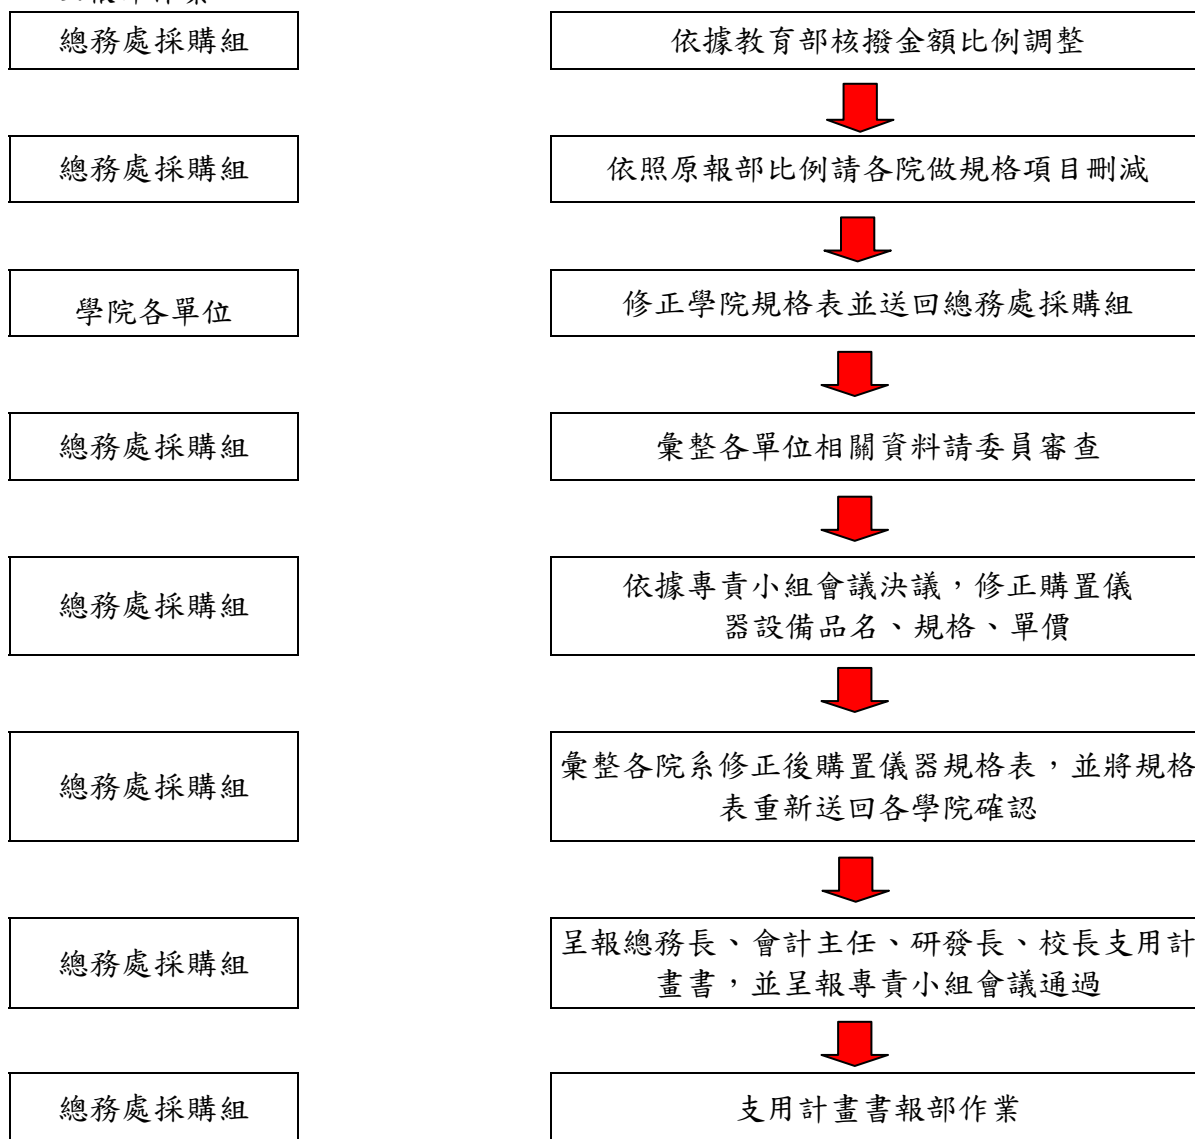 總務處採購組
依據教育部核撥金額比例調整
總務處採購組
依照原報部比例請各院做規格項目刪減
學院各單位
修正學院規格表並送回總務處採購組
總務處採購組
彙整各單位相關資料請委員審查
總務處採購組
依據專責小組會議決議，修正購置儀
器設備品名、規格、單價
總務處採購組
彙整各院系修正後購置儀器規格表，並將規格
表重新送回各學院確認
總務處採購組
呈報總務長、會計主任、研發長、校長支用計
畫書，並呈報專責小組會議通過
總務處採購組
支用計畫書報部作業